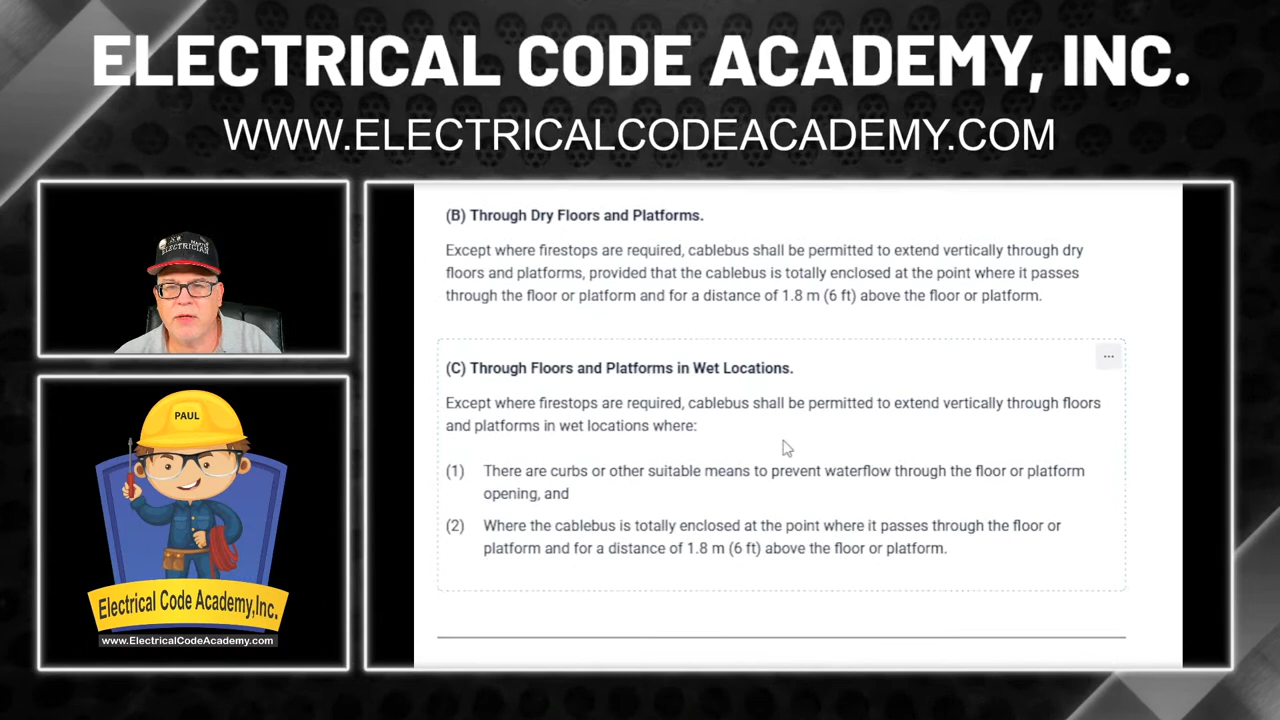 ELECTRICAL CODE ACADEMY, INC.
WWW.ELECTRICALCODEACADEMY.COM
MASTER
ELECTRICIAN
PAUL
Electrical Code Academy,Inc.
www.ElectricalCodeAcademy.com
(B) Through Dry Floors and Platforms.
Except where firestops are required, cablebus shall be permitted to extend vertically through dry
floors and platforms, provided that the cablebus is totally enclosed at the point where it passes
through the floor or platform and for a distance of 1.8 m (6 ft) above the floor or platform.
(C) Through Floors and Platforms in Wet Locations.
...
Except where firestops are required, cablebus shall be permitted to extend vertically through floors
and platforms in wet locations where:
(1) There are curbs or other suitable means to prevent waterflow through the floor or platform
opening, and
(2) Where the cablebus is totally enclosed at the point where it passes through the floor or
platform and for a distance of 1.8 m (6 ft) above the floor or platform.